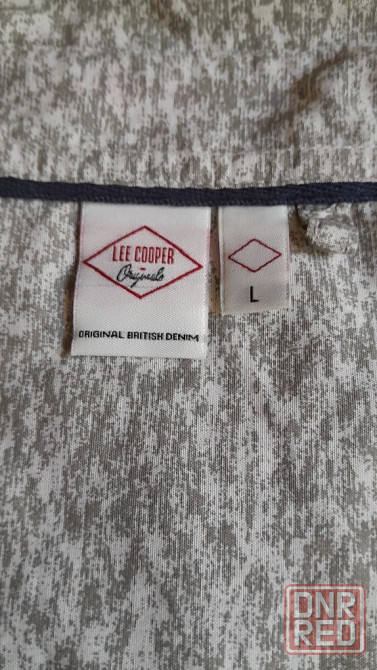 LEE COOPER
Originals
ORIGINAL BRITISH DENIM
L
DNR
RED